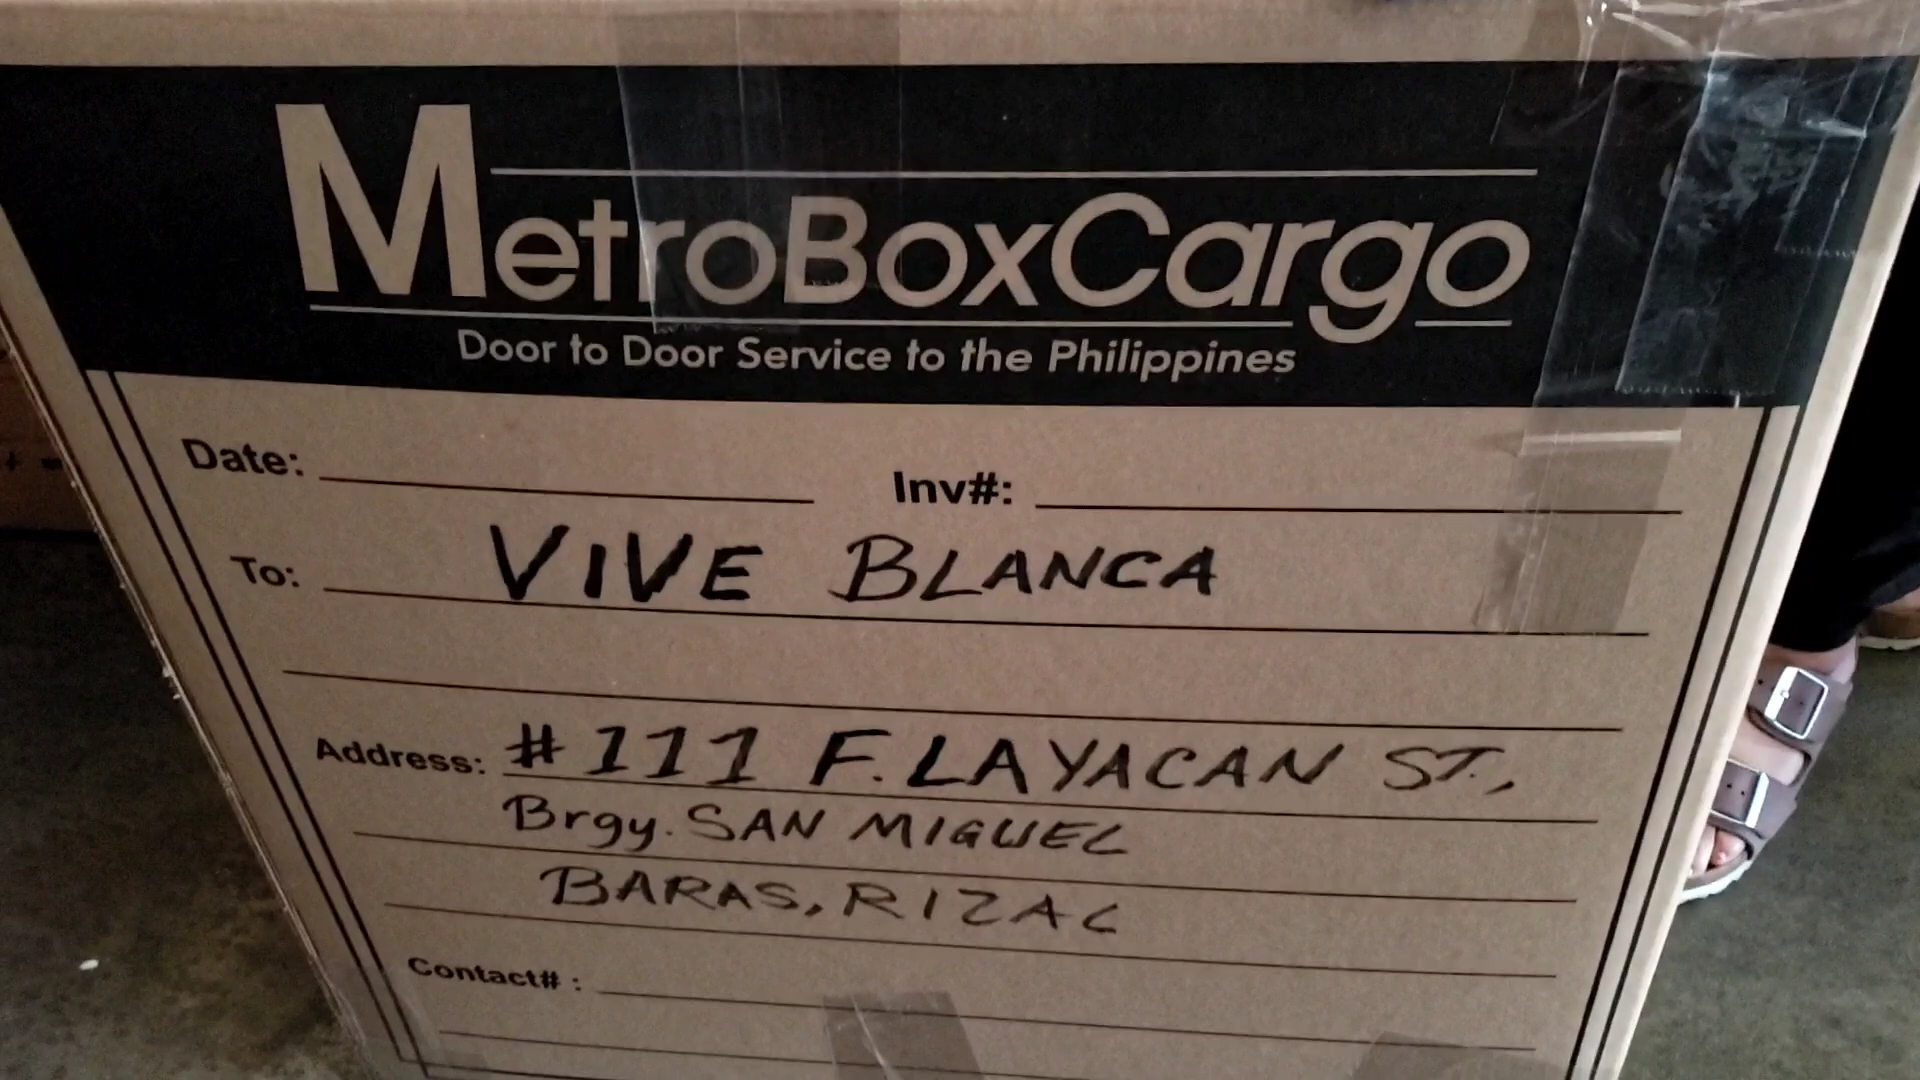 MetroBoxCargo
Door to Door Service to the Philippines
Date: Inv#:
To: VIVE BLANCA
Address: #111 F. LAYACAN ST.,
Brgy. SAN MIGUEL
BARAS, RIZAL
Contact# :